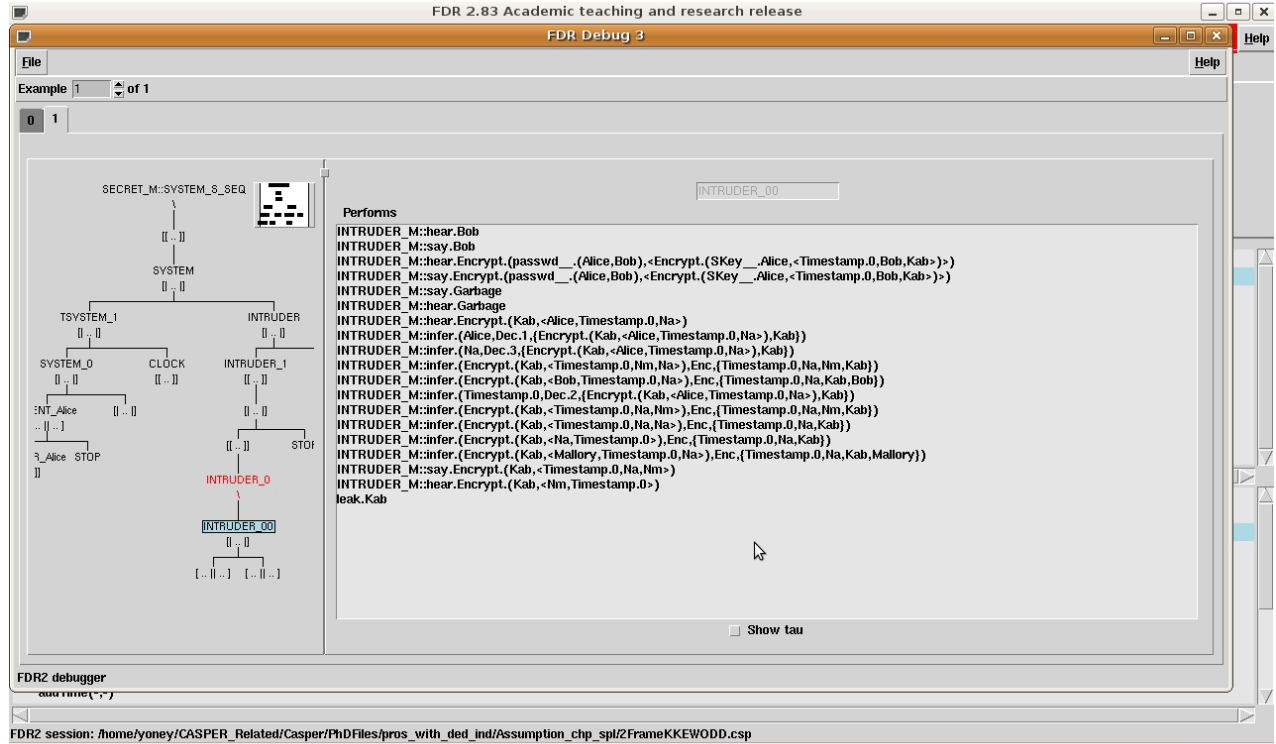 FDR 2.83 Academic teaching and research release
FDR Debug 3
Help
File
Help
Example 1 of 1
0 1
SECRET_M::SYSTEM_S_SEQ
\
[[ .. ]]
SYSTEM
[| .. |]
TSYSTEM_1 INTRUDER
[| .. |] [| .. |]
SYSTEM_0 CLOCK INTRUDER_1
[| .. |] [[ .. ]] [[ .. ]]
ENT_Alice [| .. |] [| .. |]
.. || .. ] [[ .. ]] STOP
R_Alice STOP
]]
INTRUDER_0
\
INTRUDER_00
[| .. |]
[ .. || .. ] [ .. || .. ]
INTRUDER_00
Performs
INTRUDER_M::hear.Bob
INTRUDER_M::say.Bob
INTRUDER_M::hear.Encrypt.(passwd__.(Alice,Bob),<Encrypt.(SKey__.Alice,<Timestamp.0,Bob,Kab>)>)
INTRUDER_M::say.Encrypt.(passwd__.(Alice,Bob),<Encrypt.(SKey__.Alice,<Timestamp.0,Bob,Kab>)>)
INTRUDER_M::say.Garbage
INTRUDER_M::hear.Garbage
INTRUDER_M::hear.Encrypt.(Kab,<Alice,Timestamp.0,Na>)
INTRUDER_M::infer.(Alice,Dec.1,{Encrypt.(Kab,<Alice,Timestamp.0,Na>),Kab})
INTRUDER_M::infer.(Na,Dec.3,{Encrypt.(Kab,<Alice,Timestamp.0,Na>),Kab})
INTRUDER_M::infer.(Encrypt.(Kab,<Timestamp.0,Nm,Na>),Enc,{Timestamp.0,Na,Nm,Kab})
INTRUDER_M::infer.(Encrypt.(Kab,<Bob,Timestamp.0,Na>),Enc,{Timestamp.0,Na,Kab,Bob})
INTRUDER_M::infer.(Timestamp.0,Dec.2,{Encrypt.(Kab,<Alice,Timestamp.0,Na>),Kab})
INTRUDER_M::infer.(Encrypt.(Kab,<Timestamp.0,Na,Nm>),Enc,{Timestamp.0,Na,Nm,Kab})
INTRUDER_M::infer.(Encrypt.(Kab,<Timestamp.0,Na,Na>),Enc,{Timestamp.0,Na,Kab})
INTRUDER_M::infer.(Encrypt.(Kab,<Na,Timestamp.0>),Enc,{Timestamp.0,Na,Kab})
INTRUDER_M::infer.(Encrypt.(Kab,<Mallory,Timestamp.0,Na>),Enc,{Timestamp.0,Na,Kab,Mallory})
INTRUDER_M::say.Encrypt.(Kab,<Timestamp.0,Na,Nm>)
INTRUDER_M::hear.Encrypt.(Kab,<Nm,Timestamp.0>)
leak.Kab
Show tau
FDR2 debugger
addTime(-,-)
FDR2 session: /home/yoney/CASPER_Related/Casper/PhDFiles/pros_with_ded_ind/Assumption_chp_spl/2FrameKKEWODD.csp